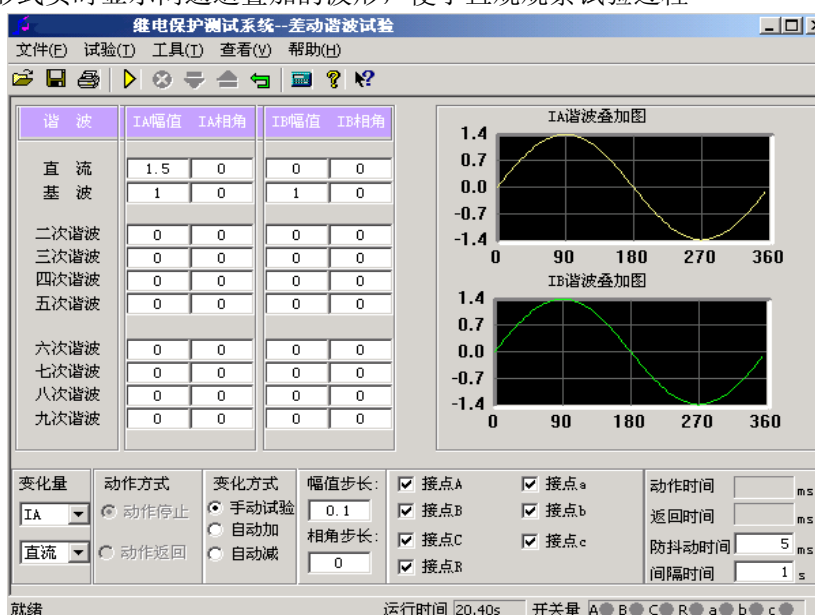 形式实时显示两通道叠加的波形，便于直观观察试验过程
继电保护测试系统--差动谐波试验
文件(F) 试验(T) 工具(T) 查看(V) 帮助(H)
谐 波 IA幅值 IA相角 IB幅值 IB相角
直 流 1.5 0 0 0
基 波 1 0 1 0
二次谐波 0 0 0 0
三次谐波 0 0 0 0
四次谐波 0 0 0 0
五次谐波 0 0 0 0
六次谐波 0 0 0 0
七次谐波 0 0 0 0
八次谐波 0 0 0 0
九次谐波 0 0 0 0
IA谐波叠加图
1.4
0.7
0.0
-0.7
-1.4
0 90 180 270 360
IB谐波叠加图
1.4
0.7
0.0
-0.7
-1.4
0 90 180 270 360
变化量
IA
直流
动作方式
动作停止
动作返回
变化方式
手动试验
自动加
自动减
幅值步长:
0.1
相角步长:
0
接点A 接点a
接点B 接点b
接点C 接点c
接点R
动作时间 ms
返回时间 ms
防抖动时间 5 ms
间隔时间 1 s
就绪 运行时间 20.40s 开关量 A B C R a b c